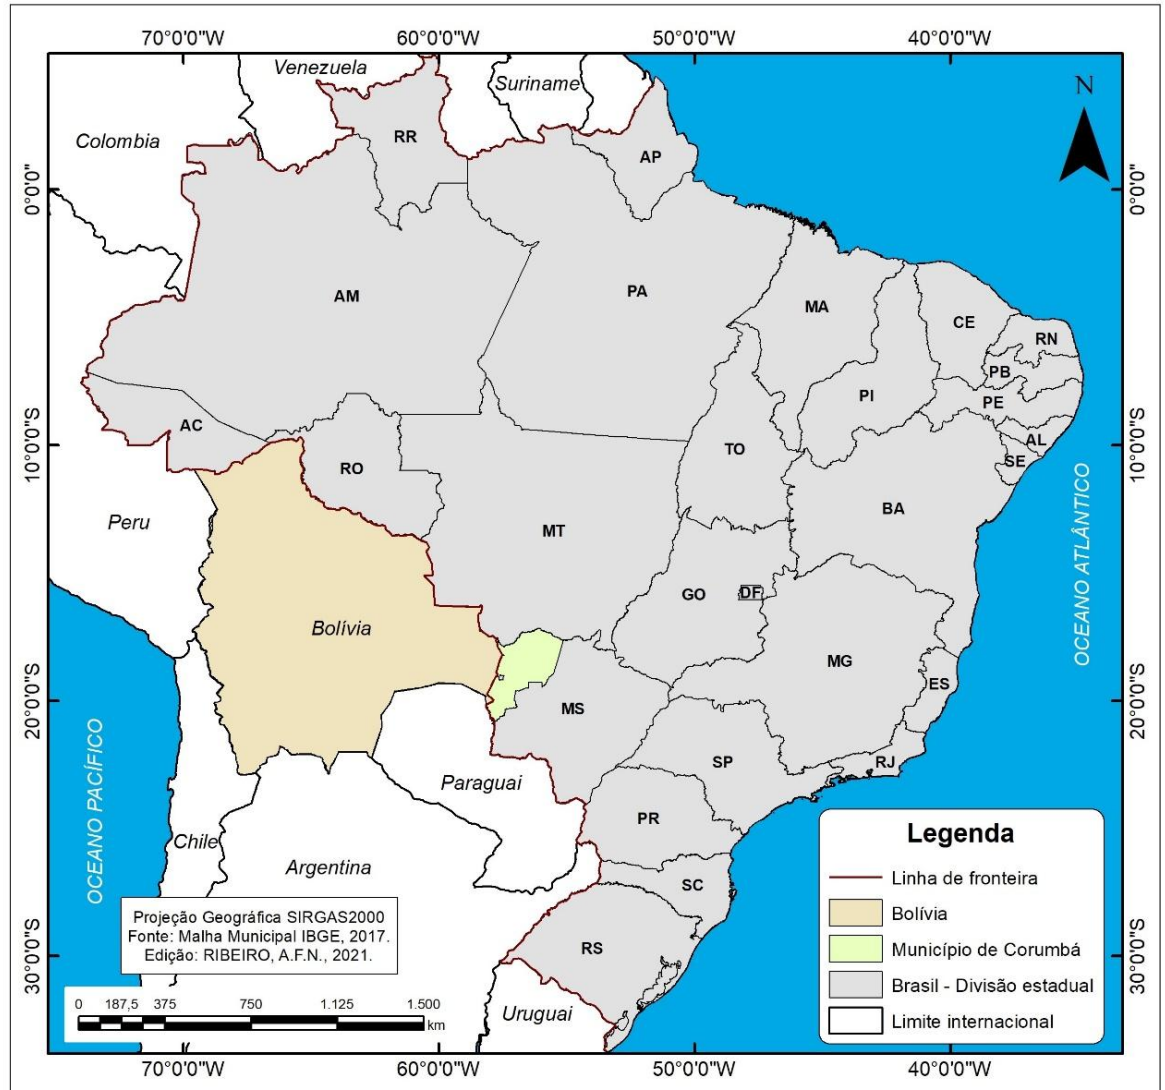 70°0'0"W 60°0'0"W 50°0'0"W 40°0'0"W
Venezuela
Suriname
Colombia
N
RR
AP
0°0'0"
0°0'0"
AM
PA
MA
CE
RN
PB
PI
PE
AC
AL
TO
SE
RO
10°0'0"S
10°0'0"S
BA
Peru
MT
OCEANO ATLÂNTICO
GO
DF
Bolívia
MG
ES
MS
20°0'0"S
20°0'0"S
OCEANO PACÍFICO
SP
RJ
Paraguai
PR
Chile
Argentina
SC
RS
Uruguai
30°0'0"S
30°0'0"S
Legenda
Linha de fronteira
Bolívia
Município de Corumbá
Brasil - Divisão estadual
Limite internacional
Projeção Geográfica SIRGAS2000
Fonte: Malha Municipal IBGE, 2017.
Edição: RIBEIRO, A.F.N., 2021.
0 187,5 375 750 1.125 1.500
km
70°0'0"W 60°0'0"W 50°0'0"W 40°0'0"W